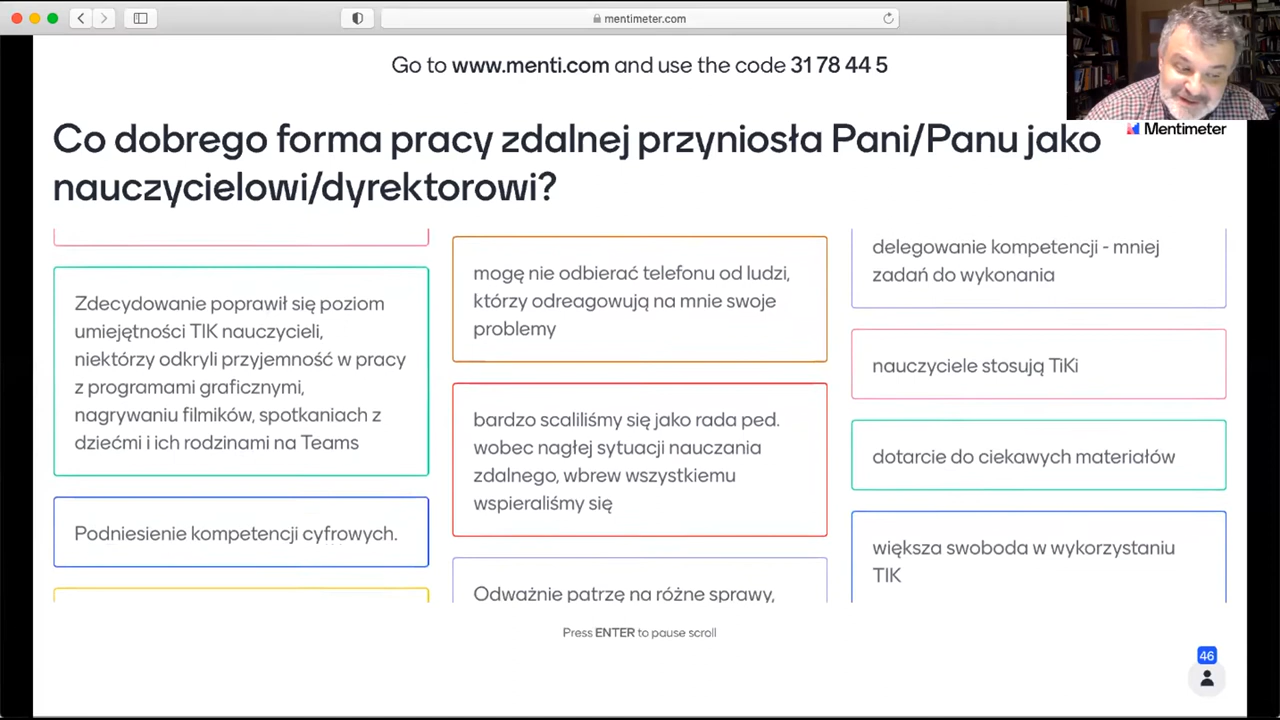 mentimeter.com
Go to www.menti.com and use the code 31 78 44 5
Mentimeter
Co dobrego forma pracy zdalnej przyniosła Pani/Panu jako
nauczycielowi/dyrektorowi?
Zdecydowanie poprawił się poziom
umiejętności TIK nauczycieli,
niektórzy odkryli przyjemność w pracy
z programami graficznymi,
nagrywaniu filmików, spotkaniach z
dziećmi i ich rodzinami na Teams
Podniesienie kompetencji cyfrowych.
mogę nie odbierać telefonu od ludzi,
którzy odreagowują na mnie swoje
problemy
bardzo scaliliśmy się jako rada ped.
wobec nagłej sytuacji nauczania
zdalnego, wbrew wszystkiemu
wspieraliśmy się
Odważnie patrzę na różne sprawy,
delegowanie kompetencji - mniej
zadań do wykonania
nauczyciele stosują TiKi
dotarcie do ciekawych materiałów
większa swoboda w wykorzystaniu
TIK
Press ENTER to pause scroll
46